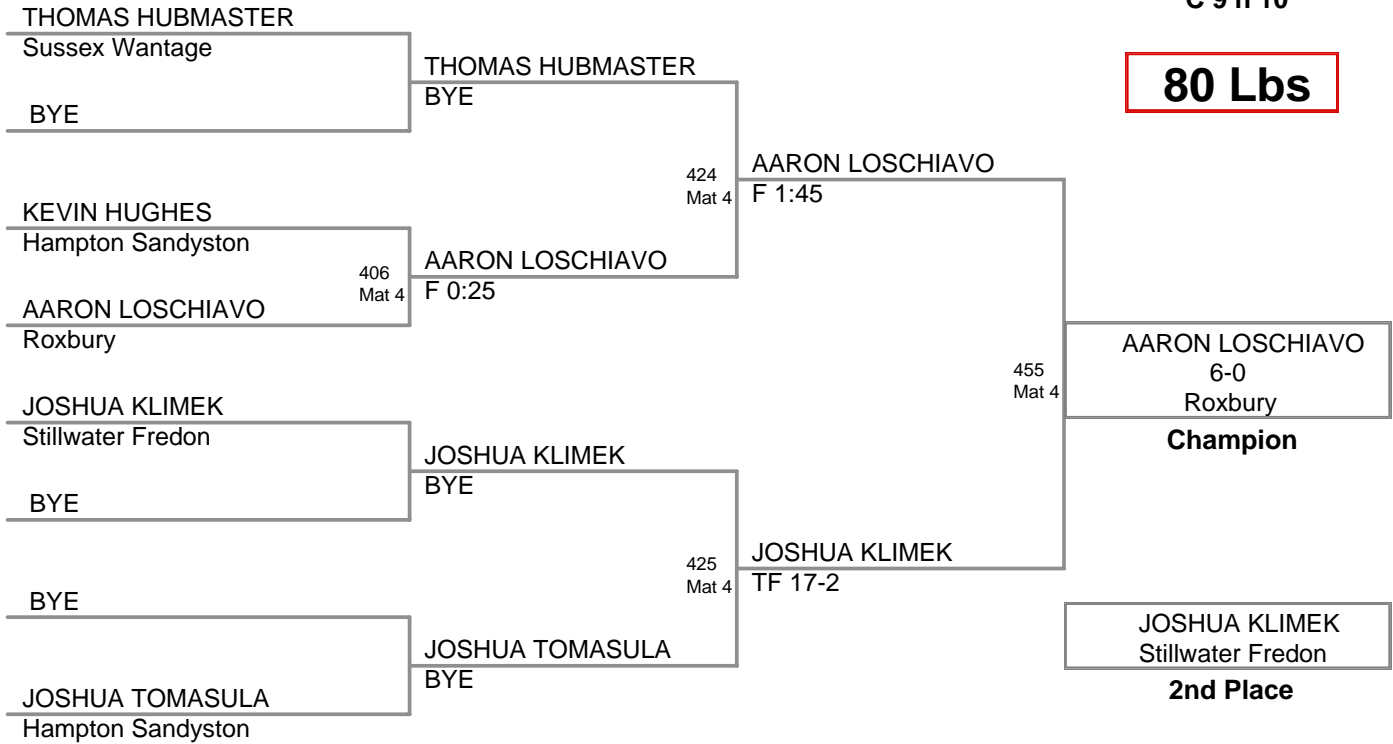 C 9 n 10
80 Lbs
THOMAS HUBMASTER
Sussex Wantage
BYE
KEVIN HUGHES
Hampton Sandyston
406
Mat 4
AARON LOSCHIAVO
Roxbury
JOSHUA KLIMEK
Stillwater Fredon
BYE
BYE
JOSHUA TOMASULA
Hampton Sandyston
THOMAS HUBMASTER
BYE
424
Mat 4
AARON LOSCHIAVO
F 0:25
JOSHUA KLIMEK
BYE
425
Mat 4
JOSHUA TOMASULA
BYE
AARON LOSCHIAVO
F 1:45
455
Mat 4
JOSHUA KLIMEK
TF 17-2
AARON LOSCHIAVO
6-0
Roxbury
Champion
JOSHUA KLIMEK
Stillwater Fredon
2nd Place